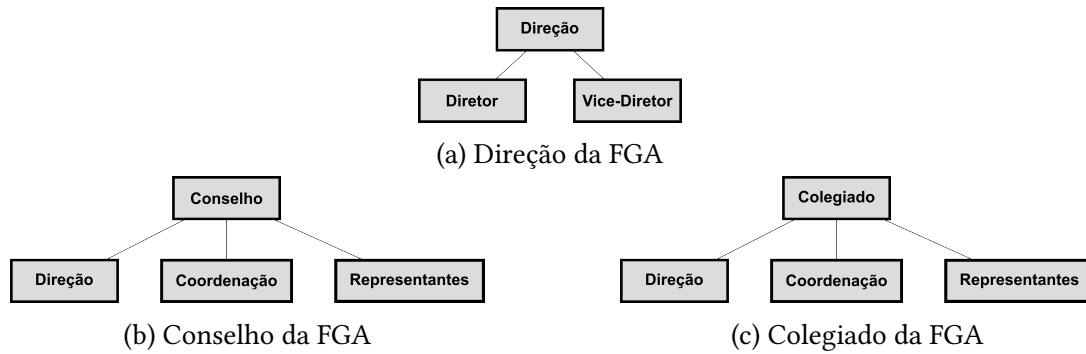 Direção
Diretor
Vice-Diretor
(a) Direção da FGA
Conselho
Direção
Coordenação
Representantes
(b) Conselho da FGA
Colegiado
Direção
Coordenação
Representantes
(c) Colegiado da FGA